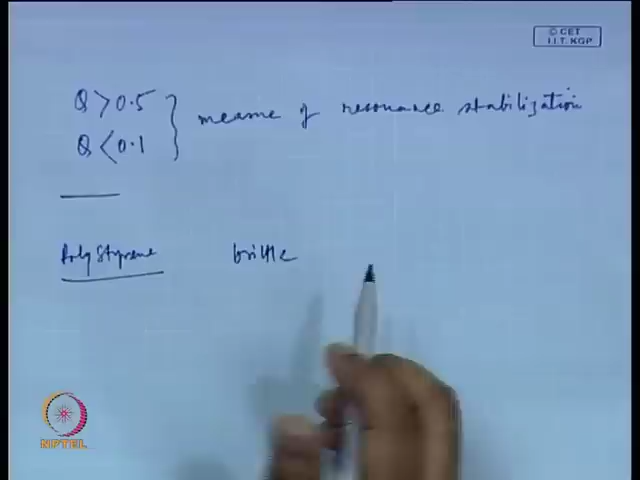 © CET
I.I.T. KGP
Q > 0.5
Q < 0.1 } measure of resonance stabilization
Polystyrene brittle
NPTEL